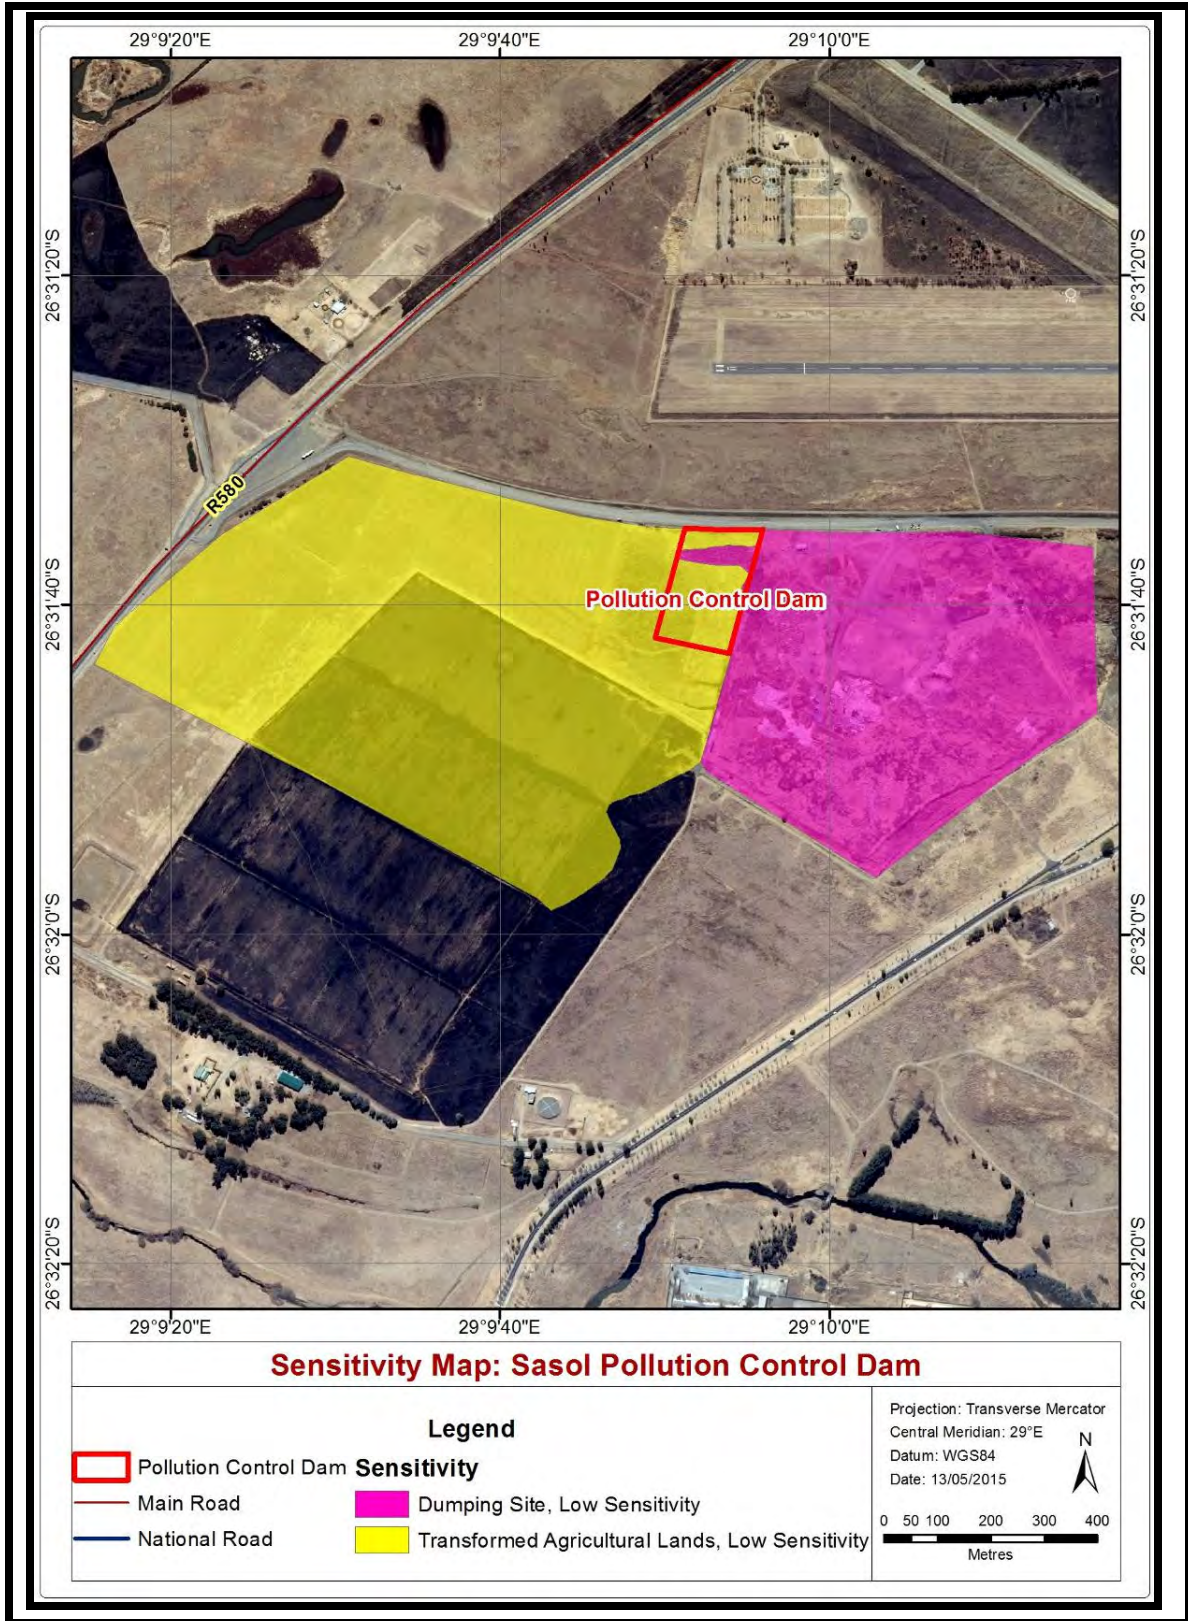 29°9'20"E
29°9'40"E
29°10'0"E
26°31'20"S
26°31'20"S
R580
26°31'40"S
Pollution Control Dam
26°31'40"S
26°32'0"S
26°32'0"S
26°32'20"S
26°32'20"S
29°9'20"E
29°9'40"E
29°10'0"E
Sensitivity Map: Sasol Pollution Control Dam
Legend
Pollution Control Dam
Main Road
National Road
Sensitivity
Dumping Site, Low Sensitivity
Transformed Agricultural Lands, Low Sensitivity
Projection: Transverse Mercator
Central Meridian: 29°E
Datum: WGS84
Date: 13/05/2015
N
0 50 100 200 300 400
Metres